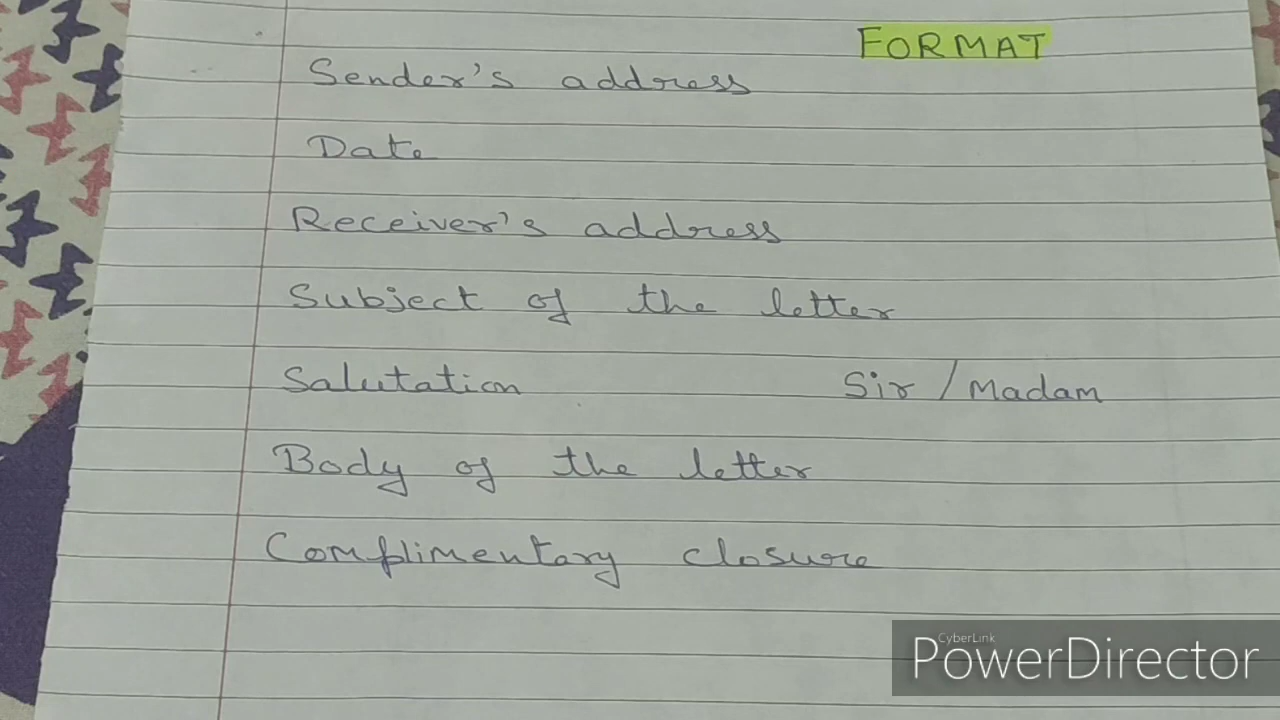 FORMAT
Sender's address
Date
Receiver's address
Subject of the letter
Salutation Sir / Madam
Body of the letter
Complimentary closure
CyberLink
PowerDirector